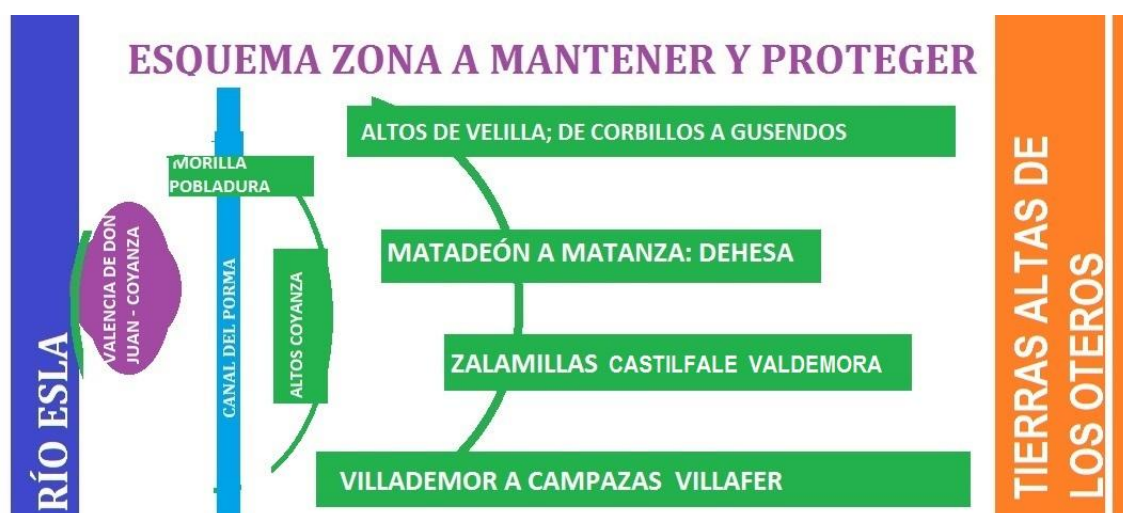 ESQUEMA ZONA A MANTENER Y PROTEGER
RÍO ESLA
VALENCIA DE DON
JUAN - COYANZA
MORILLA
POBLADURA
CANAL DEL PORMA
ALTOS COYANZA
ALTOS DE VELILLA; DE CORBILLOS A GUSENDOS
MATADEÓN A MATANZA: DEHESA
ZALAMILLAS CASTILFALE VALDEMORA
VILLADEMOR A CAMPAZAS VILLAFER
TIERRAS ALTAS DE
LOS OTEROS